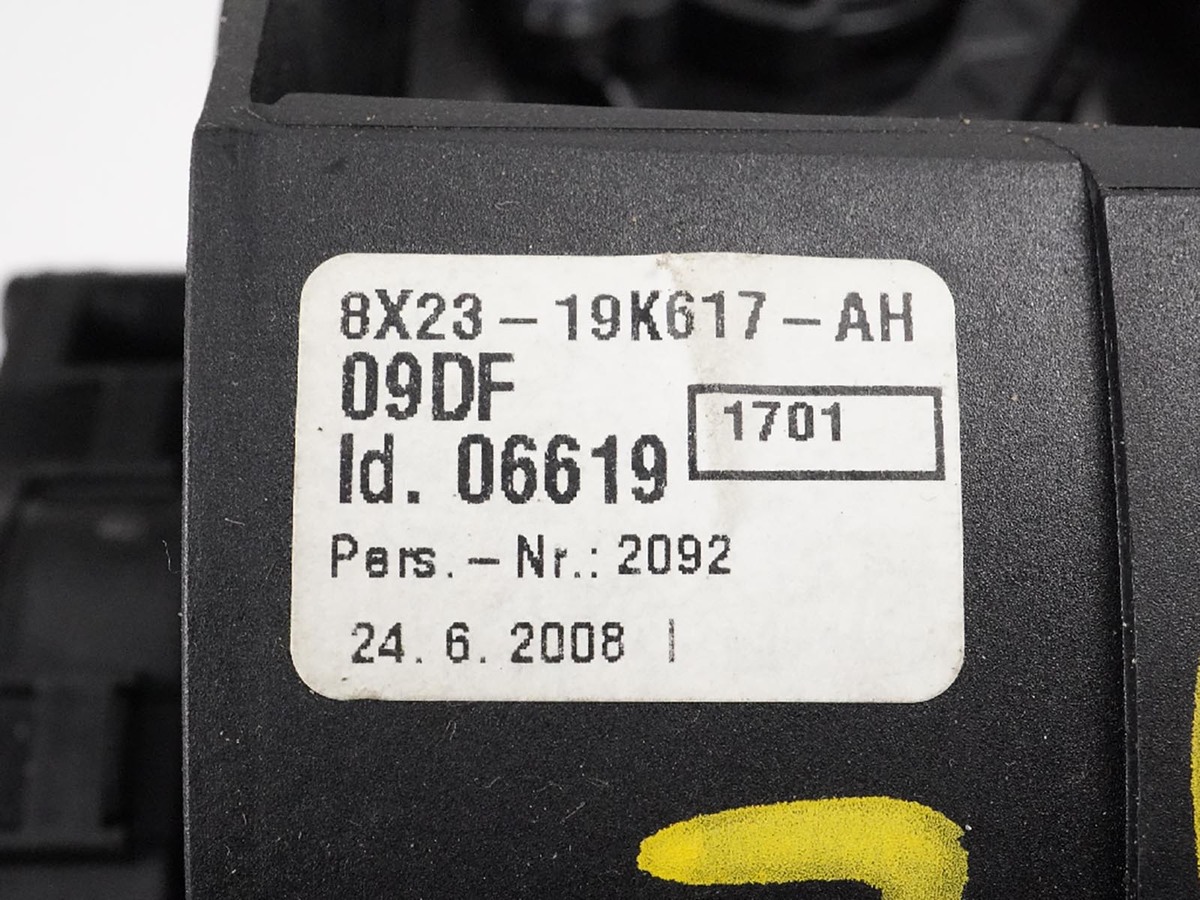 8X23-19K617-AH
09DF
1701
Id. 06619
Pers.-Nr.: 2092
24. 6. 2008 |